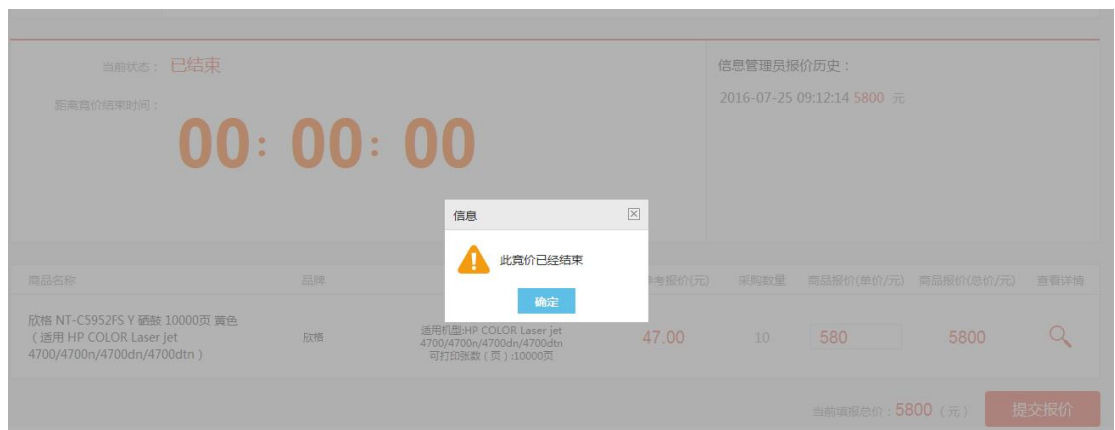 当前状态： 已结束
距离竞价结束时间：
00: 00: 00
信息管理员报价历史：
2016-07-25 09:12:14 5800 元
信息
此竞价已经结束
确定
商品名称
品牌
考报价(元)
采购数量
商品报价(单价/元)
商品报价(总价/元)
查看详情
欣格 NT-C5952FS Y 硒鼓 10000页 黄色
（适用 HP COLOR Laser jet
4700/4700n/4700dn/4700dtn ）
欣格
适用机型:HP COLOR Laser jet
4700/4700n/4700dn/4700dtn
可打印张数（页）:10000页
47.00
10
580
5800
当前填报总价：5800（元）
提交报价